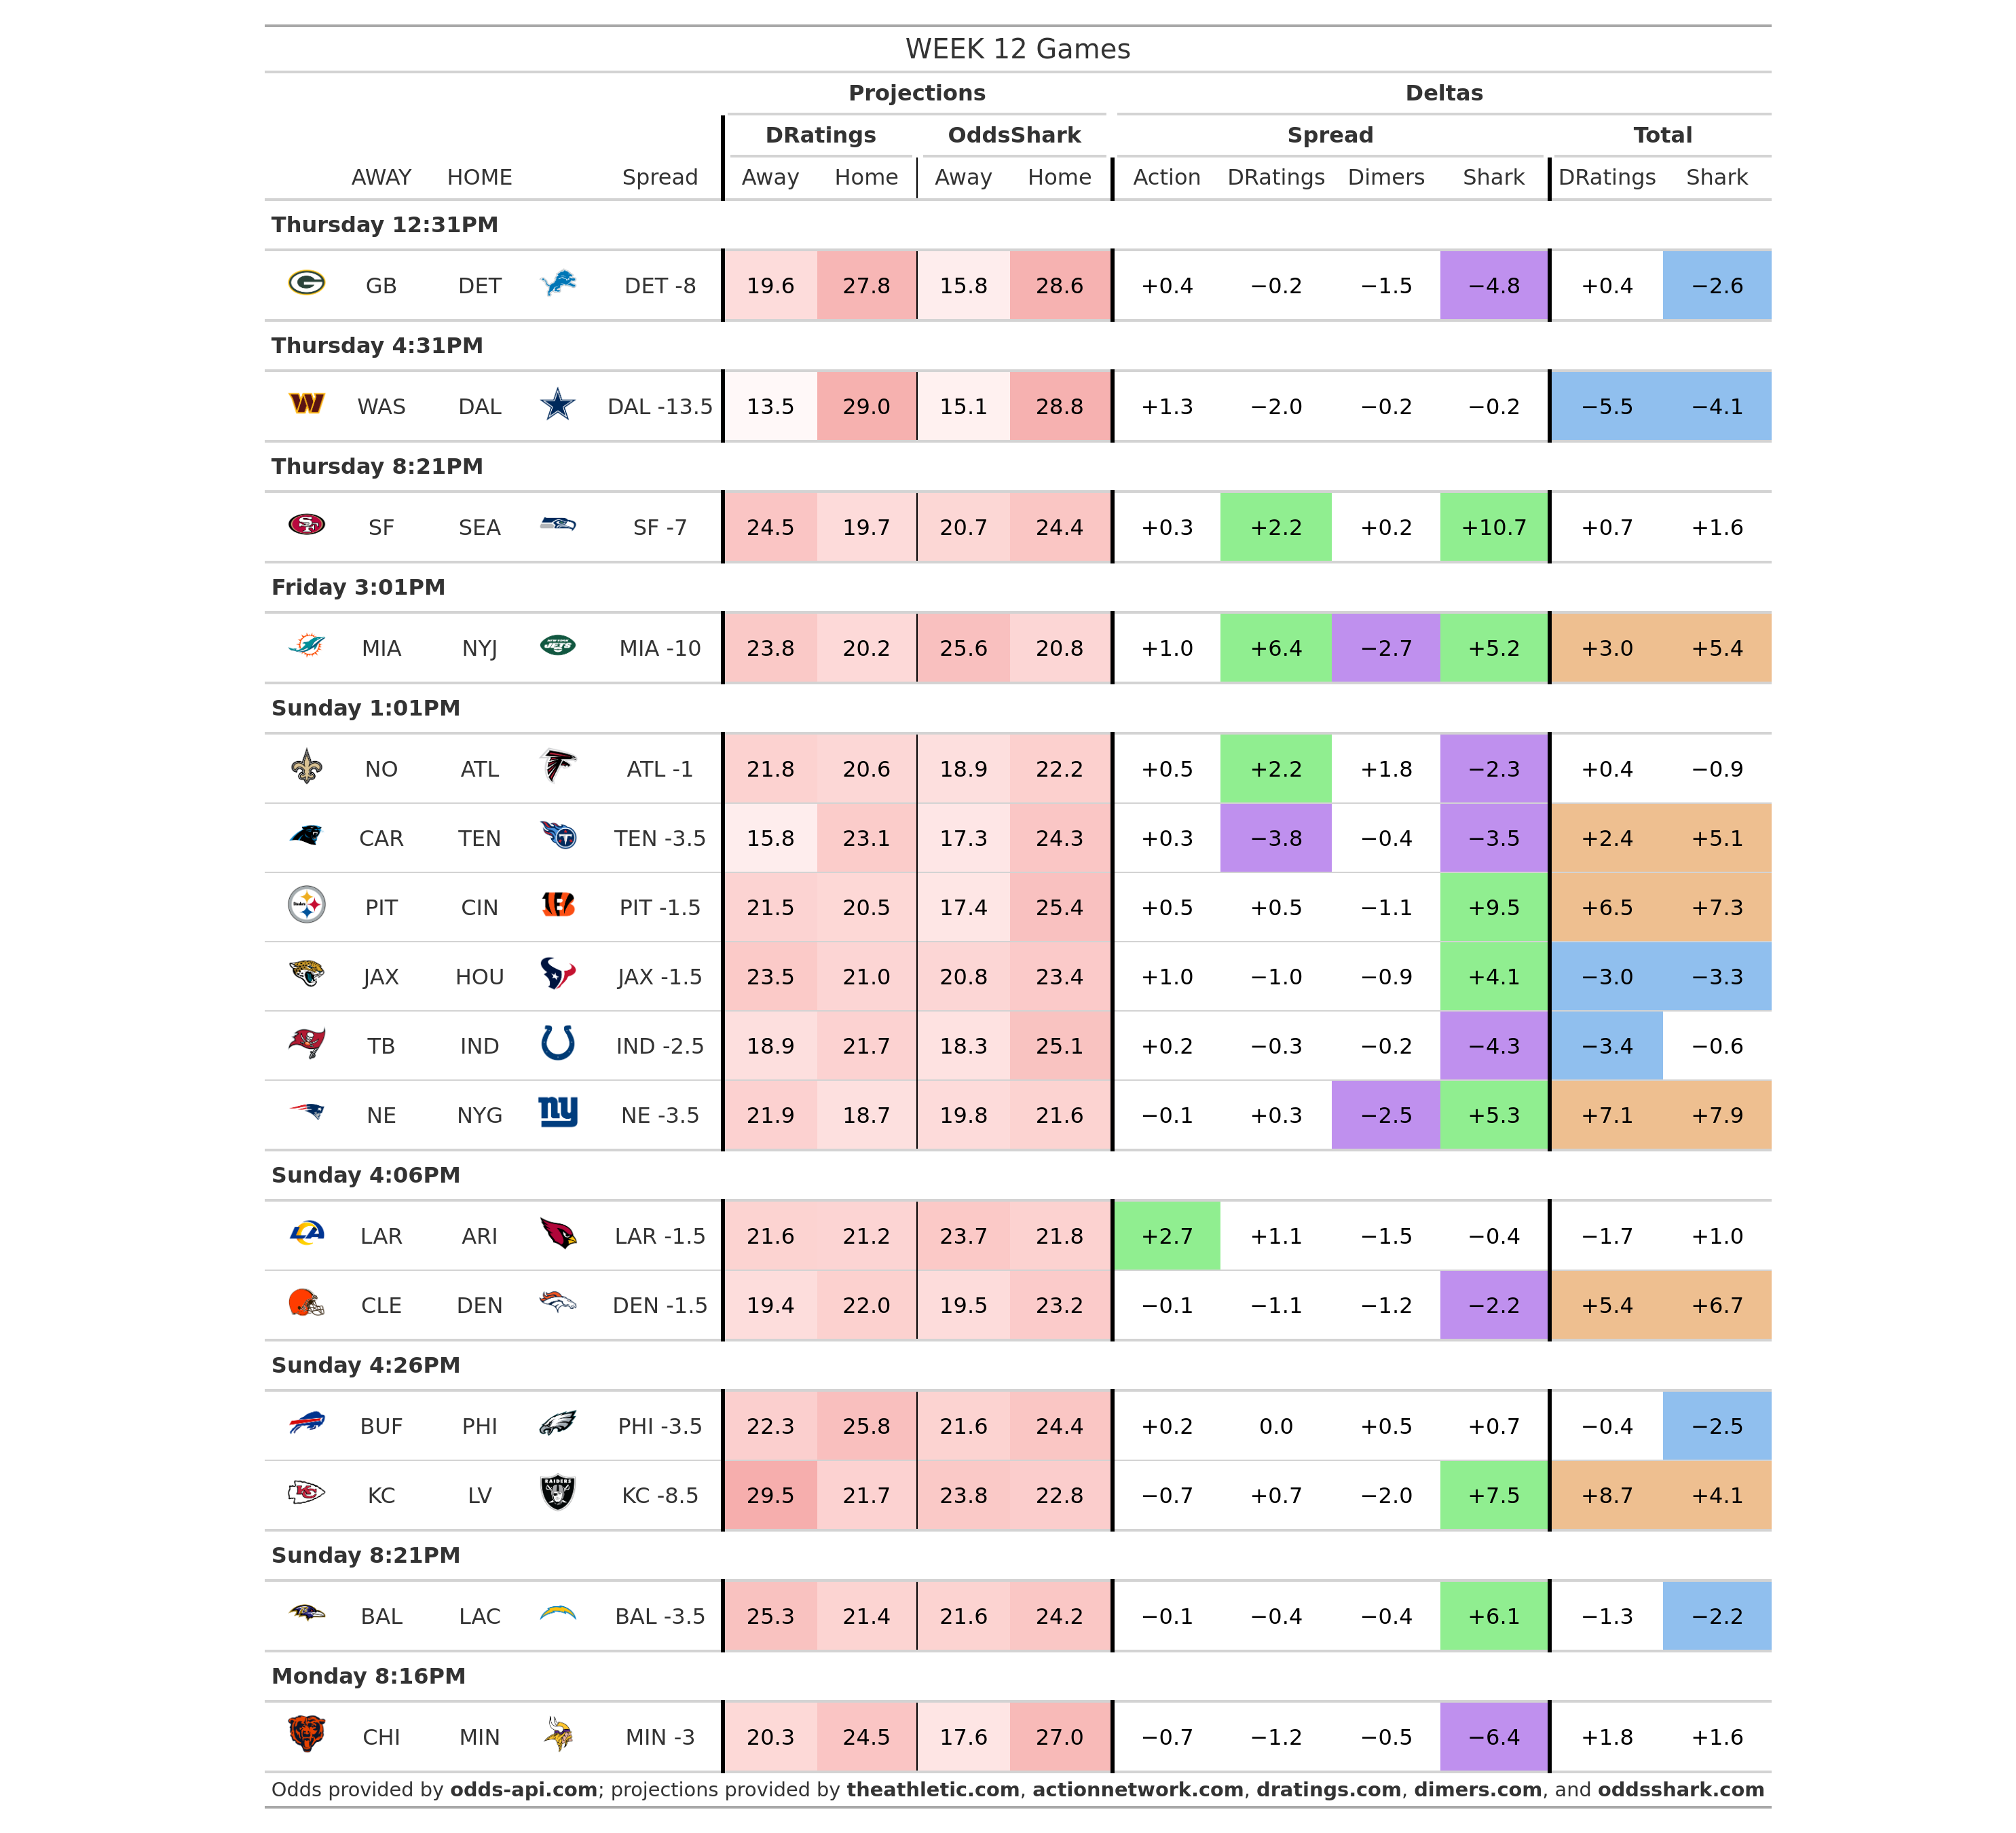 WEEK 12 Games
Projections Deltas
DRatings OddsShark Spread Total
AWAY HOME Spread Away Home Away Home Action DRatings Dimers Shark DRatings Shark
Thursday 12:31PM
GB DET DET -8 19.6 27.8 15.8 28.6 +0.4 −0.2 −1.5 −4.8 +0.4 −2.6
Thursday 4:31PM
WAS DAL DAL -13.5 13.5 29.0 15.1 28.8 +1.3 −2.0 −0.2 −0.2 −5.5 −4.1
Thursday 8:21PM
SF SEA SF -7 24.5 19.7 20.7 24.4 +0.3 +2.2 +0.2 +10.7 +0.7 +1.6
Friday 3:01PM
MIA NYJ MIA -10 23.8 20.2 25.6 20.8 +1.0 +6.4 −2.7 +5.2 +3.0 +5.4
Sunday 1:01PM
NO ATL ATL -1 21.8 20.6 18.9 22.2 +0.5 +2.2 +1.8 −2.3 +0.4 −0.9
CAR TEN TEN -3.5 15.8 23.1 17.3 24.3 +0.3 −3.8 −0.4 −3.5 +2.4 +5.1
PIT CIN PIT -1.5 21.5 20.5 17.4 25.4 +0.5 +0.5 −1.1 +9.5 +6.5 +7.3
JAX HOU JAX -1.5 23.5 21.0 20.8 23.4 +1.0 −1.0 −0.9 +4.1 −3.0 −3.3
TB IND IND -2.5 18.9 21.7 18.3 25.1 +0.2 −0.3 −0.2 −4.3 −3.4 −0.6
NE NYG NE -3.5 21.9 18.7 19.8 21.6 −0.1 +0.3 −2.5 +5.3 +7.1 +7.9
Sunday 4:06PM
LAR ARI LAR -1.5 21.6 21.2 23.7 21.8 +2.7 +1.1 −1.5 −0.4 −1.7 +1.0
CLE DEN DEN -1.5 19.4 22.0 19.5 23.2 −0.1 −1.1 −1.2 −2.2 +5.4 +6.7
Sunday 4:26PM
BUF PHI PHI -3.5 22.3 25.8 21.6 24.4 +0.2 0.0 +0.5 +0.7 −0.4 −2.5
KC LV KC -8.5 29.5 21.7 23.8 22.8 −0.7 +0.7 −2.0 +7.5 +8.7 +4.1
Sunday 8:21PM
BAL LAC BAL -3.5 25.3 21.4 21.6 24.2 −0.1 −0.4 −0.4 +6.1 −1.3 −2.2
Monday 8:16PM
CHI MIN MIN -3 20.3 24.5 17.6 27.0 −0.7 −1.2 −0.5 −6.4 +1.8 +1.6
Odds provided by odds-api.com; projections provided by theathletic.com, actionnetwork.com, dratings.com, dimers.com, and oddsshark.com